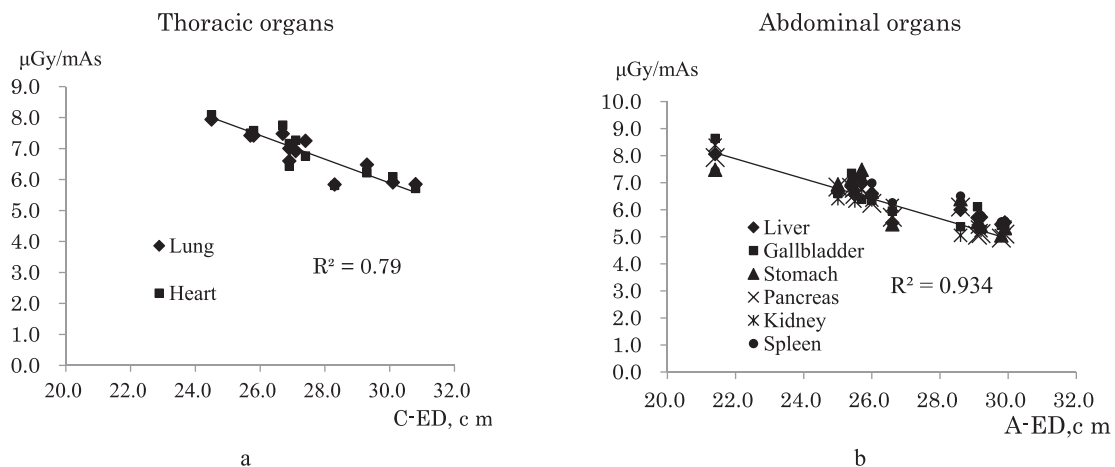 Thoracic organs
μGy/mAs
9.0
8.0
7.0
6.0
5.0
4.0
3.0
2.0
1.0
0.0
Lung
Heart
R² = 0.79
20.0 22.0 24.0 26.0 28.0 30.0 32.0
C-ED, c m
a
Abdominal organs
μGy/mAs
10.0
9.0
8.0
7.0
6.0
5.0
4.0
3.0
2.0
1.0
0.0
Liver
Gallbladder
Stomach
Pancreas
Kidney
Spleen
R² = 0.934
20.0 22.0 24.0 26.0 28.0 30.0 32.0
A-ED,c m
b